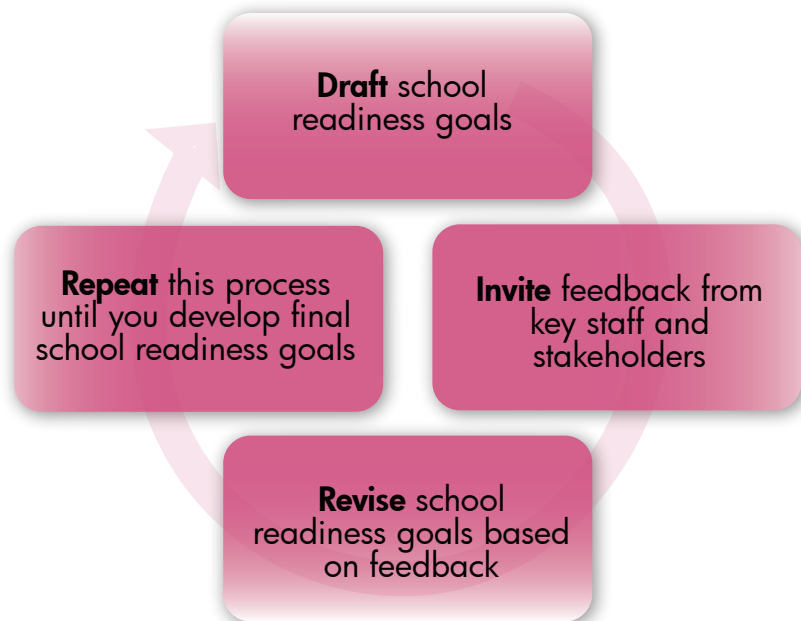 Draft school
readiness goals
Invite feedback from
key staff and
stakeholders
Revise school
readiness goals based
on feedback
Repeat this process
until you develop final
school readiness goals